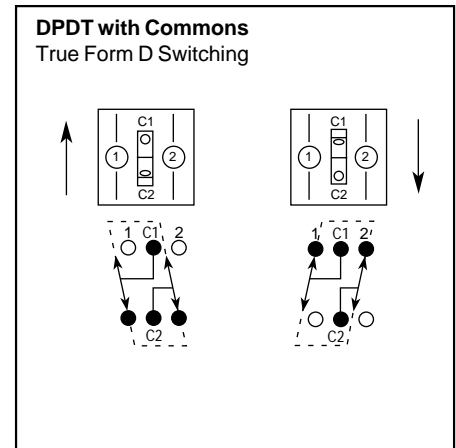 DPDT with Commons
True Form D Switching
C1 C1
1 2 1 2
C2 C2
1 C1 2 1 C1 2
C2 C2